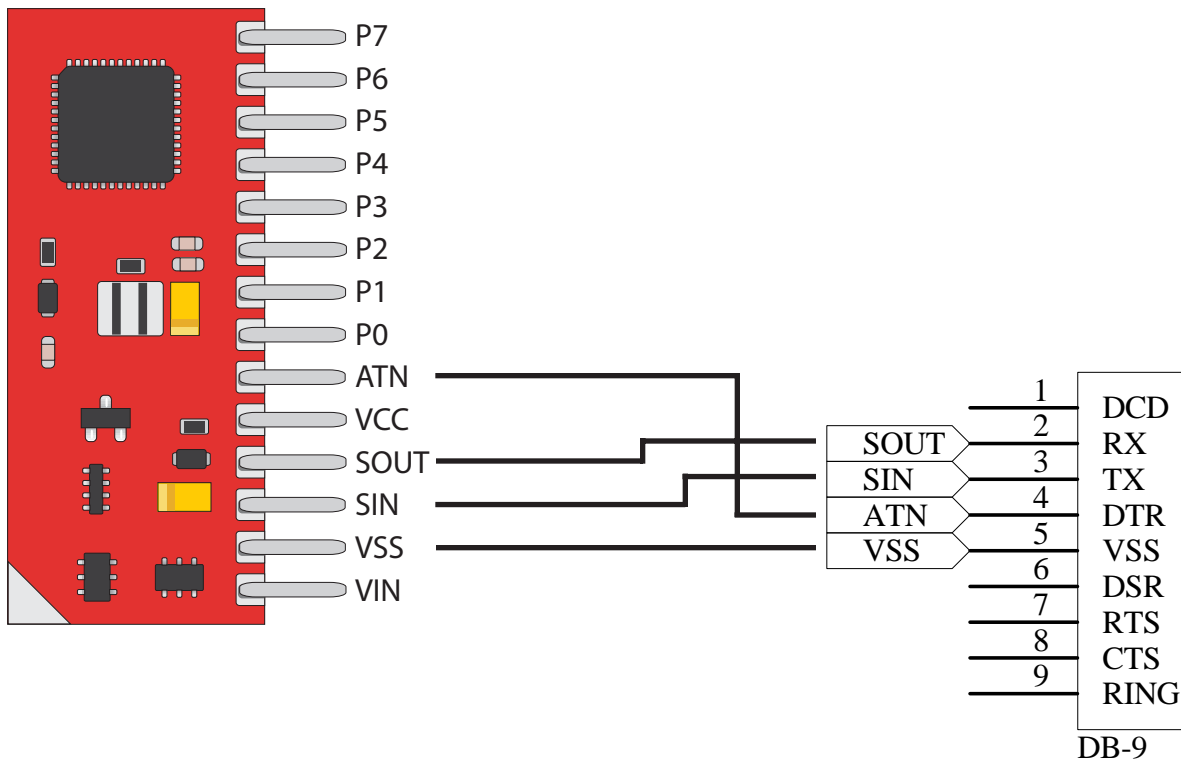 P7
P6
P5
P4
P3
P2
P1
P0
ATN
VCC
SOUT
SIN
VSS
VIN
SOUT
SIN
ATN
VSS
1 DCD
2 RX
3 TX
4 DTR
5 VSS
6 DSR
7 RTS
8 CTS
9 RING
DB-9